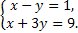 x − y = 1,
x + 3y = 9.